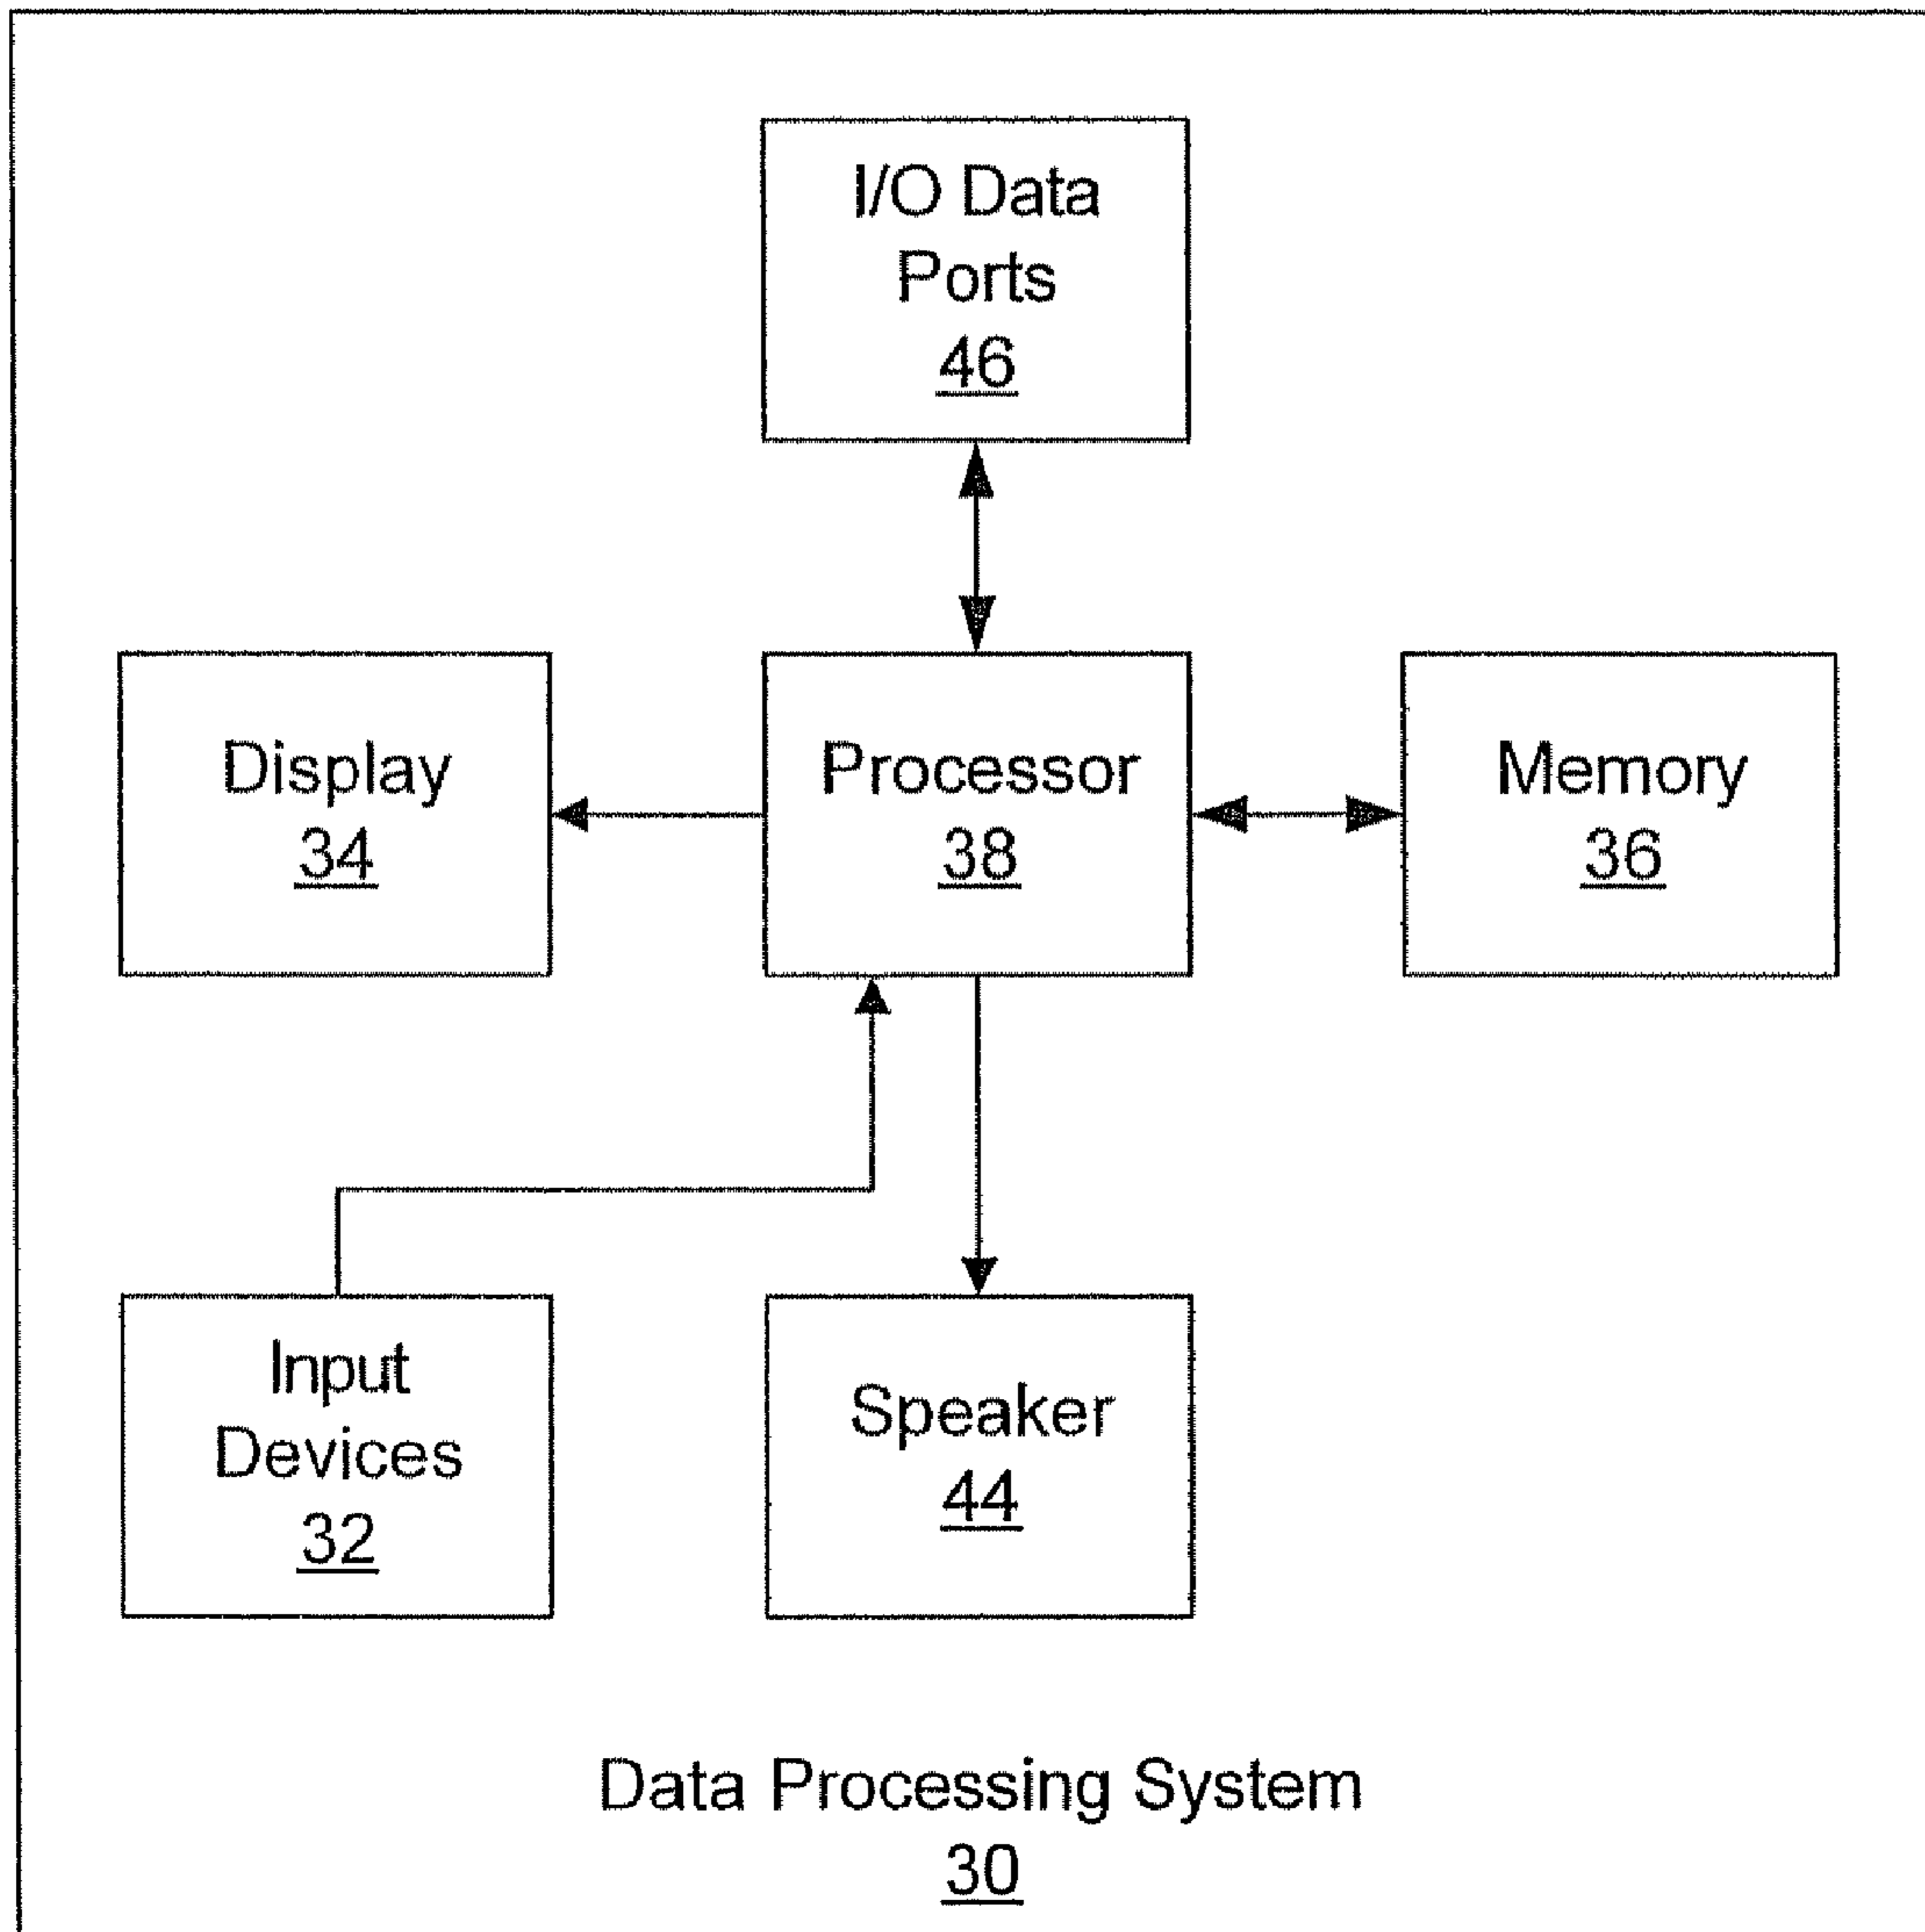 I/O Data
Ports
46
Display
34
Processor
38
Memory
36
Input
Devices
32
Speaker
44
Data Processing System
30